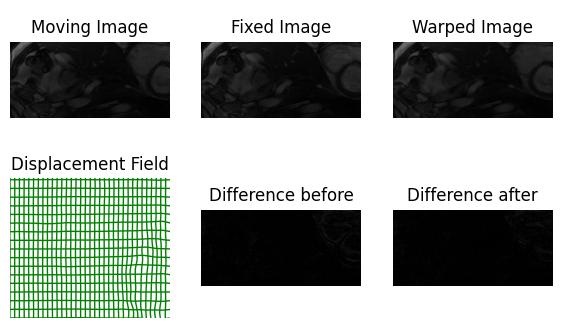 Moving Image
Fixed Image
Warped Image
Displacement Field
Difference before
Difference after